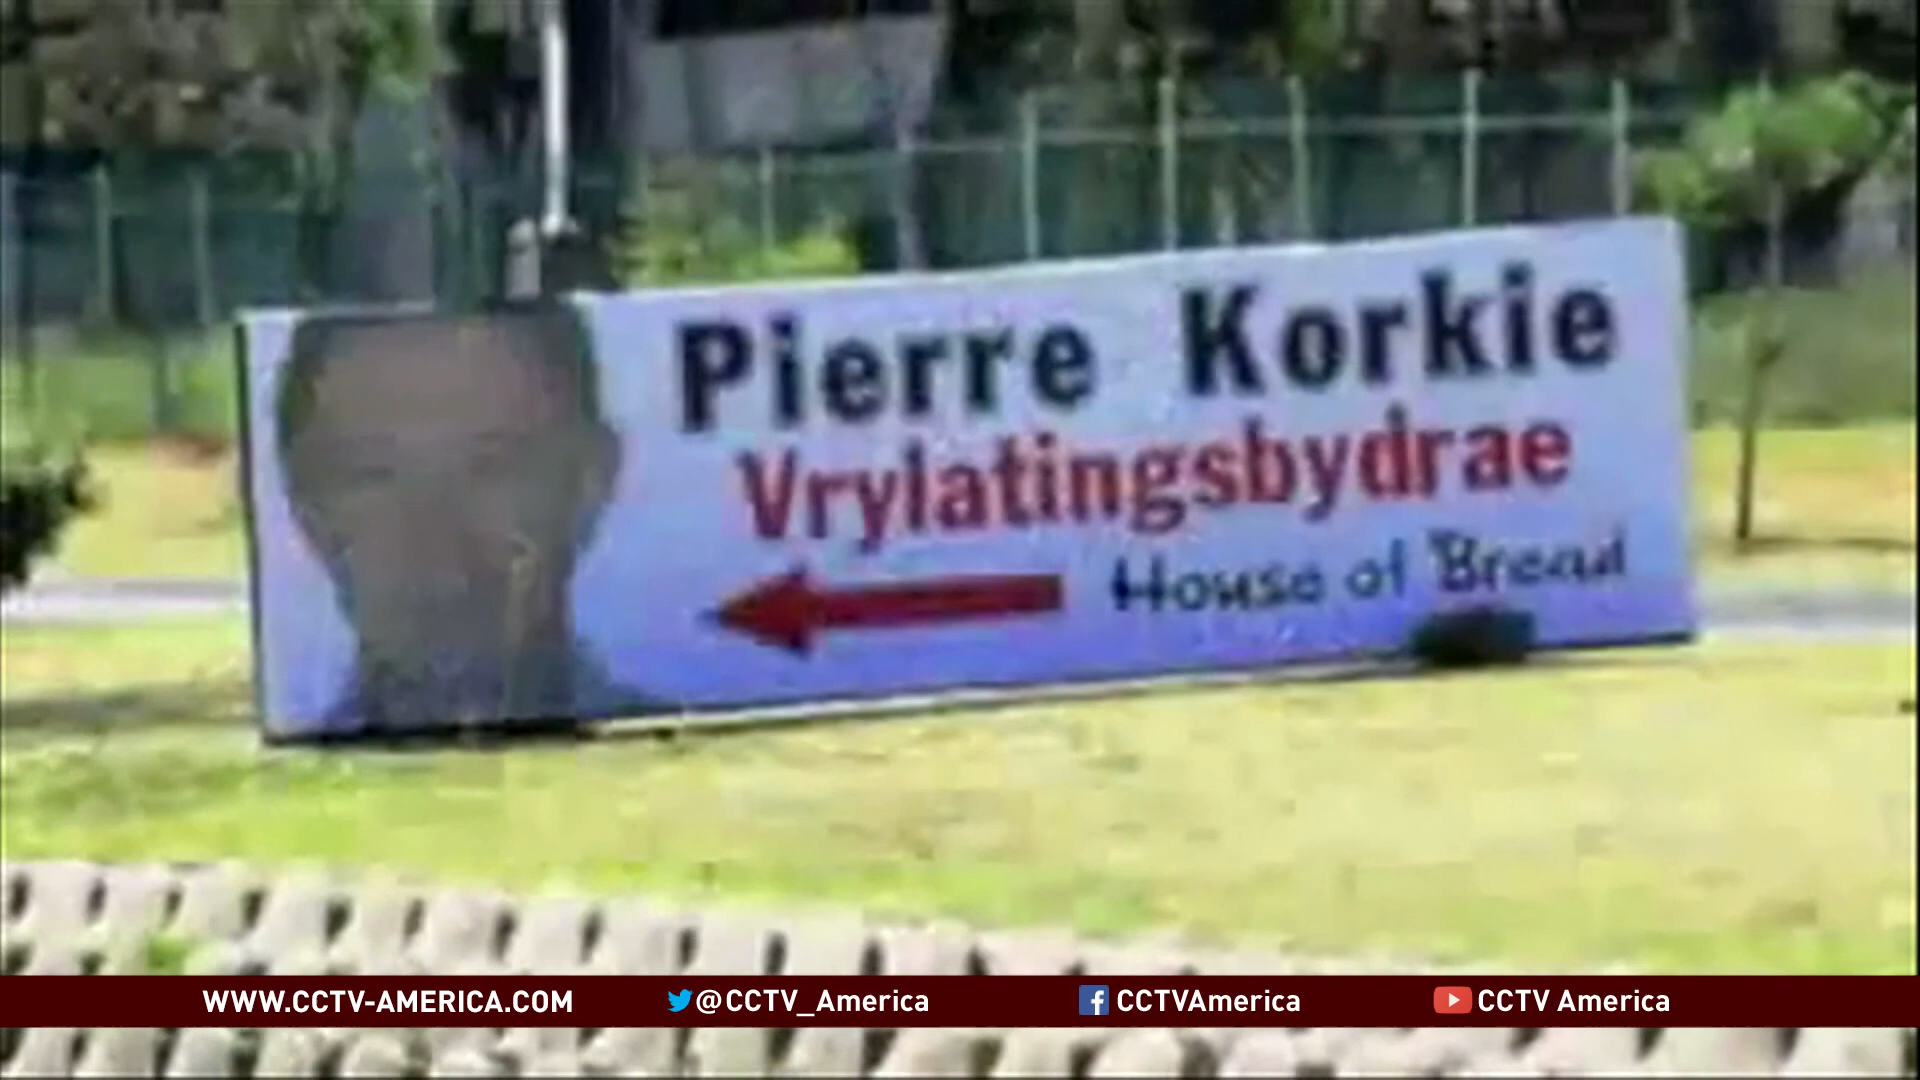 Pierre Korkie
Vrylatingsbydrae
House of Bread
WWW.CCTV-AMERICA.COM @CCTV_America CCTVAmerica CCTV America